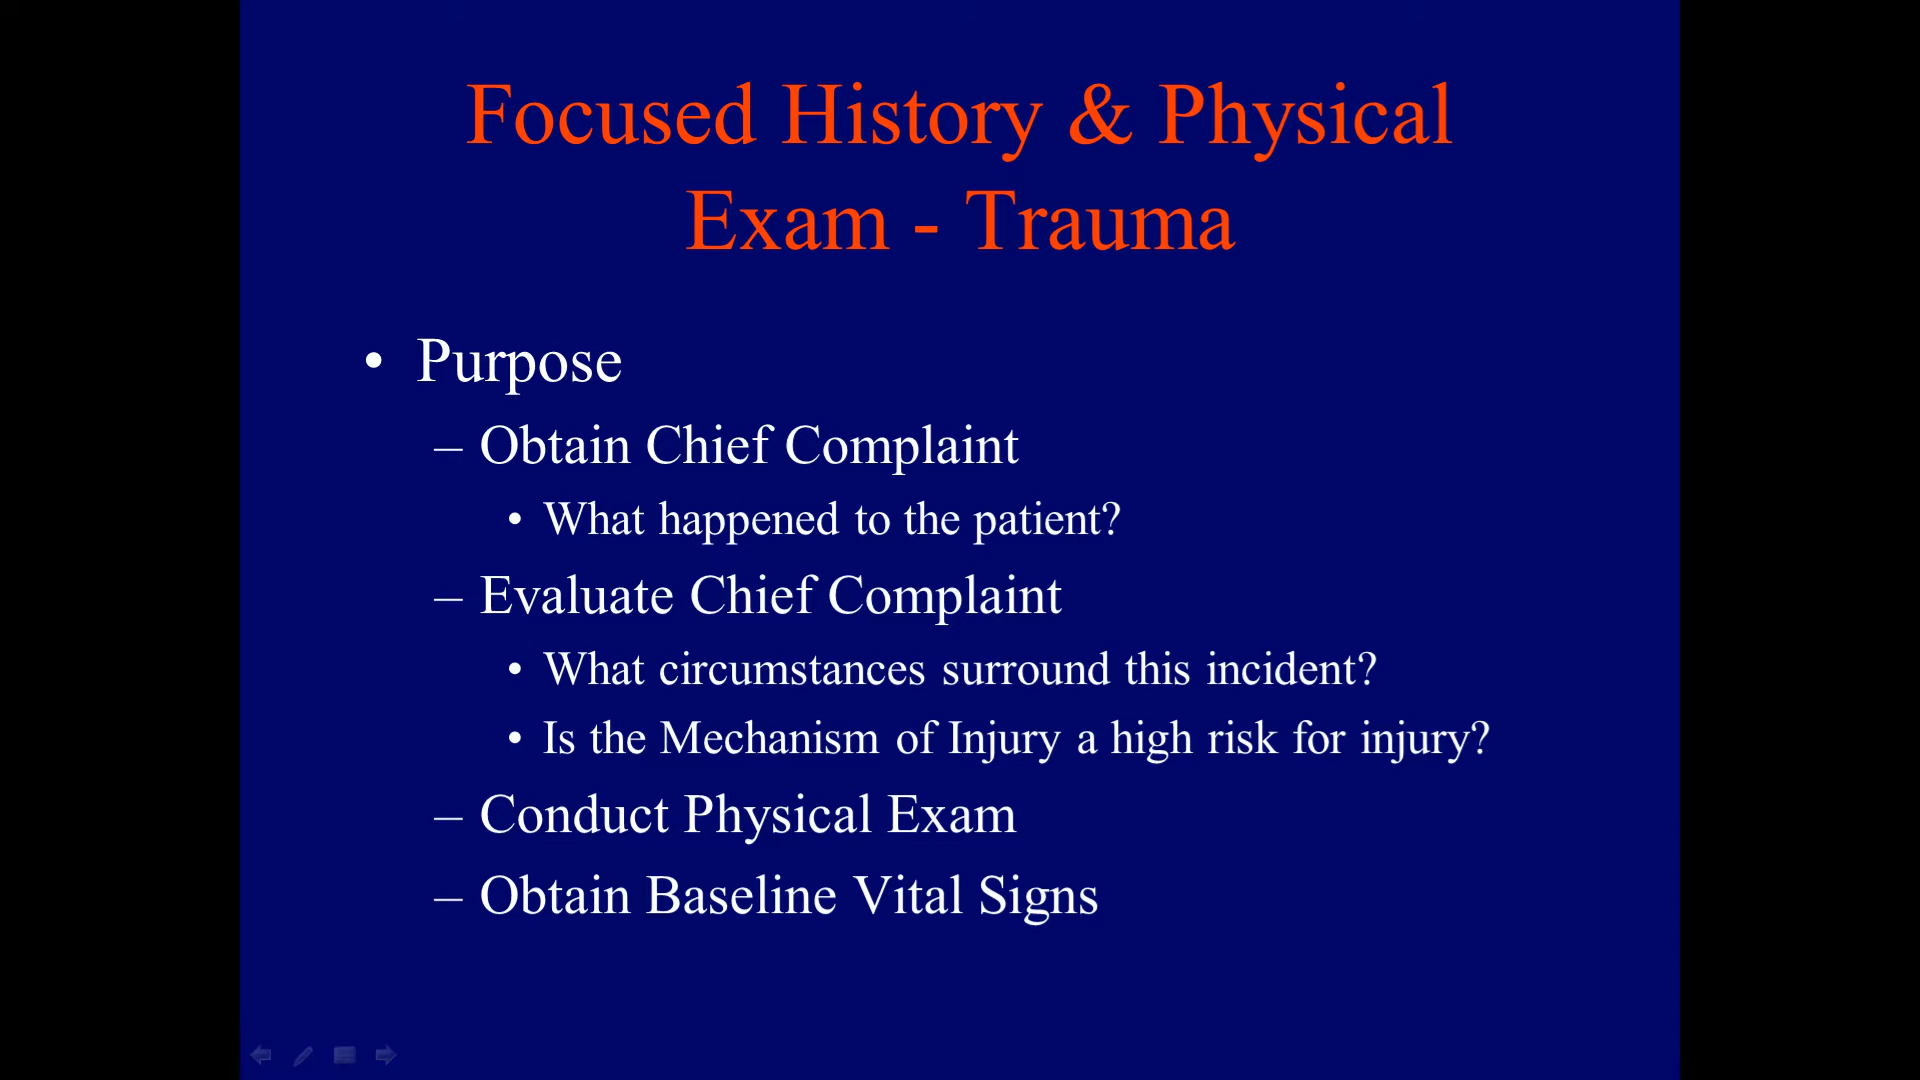 Focused History & Physical
Exam - Trauma
• Purpose
– Obtain Chief Complaint
• What happened to the patient?
– Evaluate Chief Complaint
• What circumstances surround this incident?
• Is the Mechanism of Injury a high risk for injury?
– Conduct Physical Exam
– Obtain Baseline Vital Signs